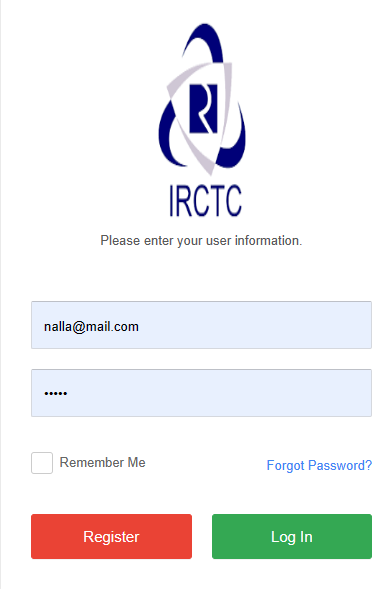 IRCTC
Please enter your user information.
nalla@mail.com
•••••
Remember Me
Forgot Password?
Register
Log In